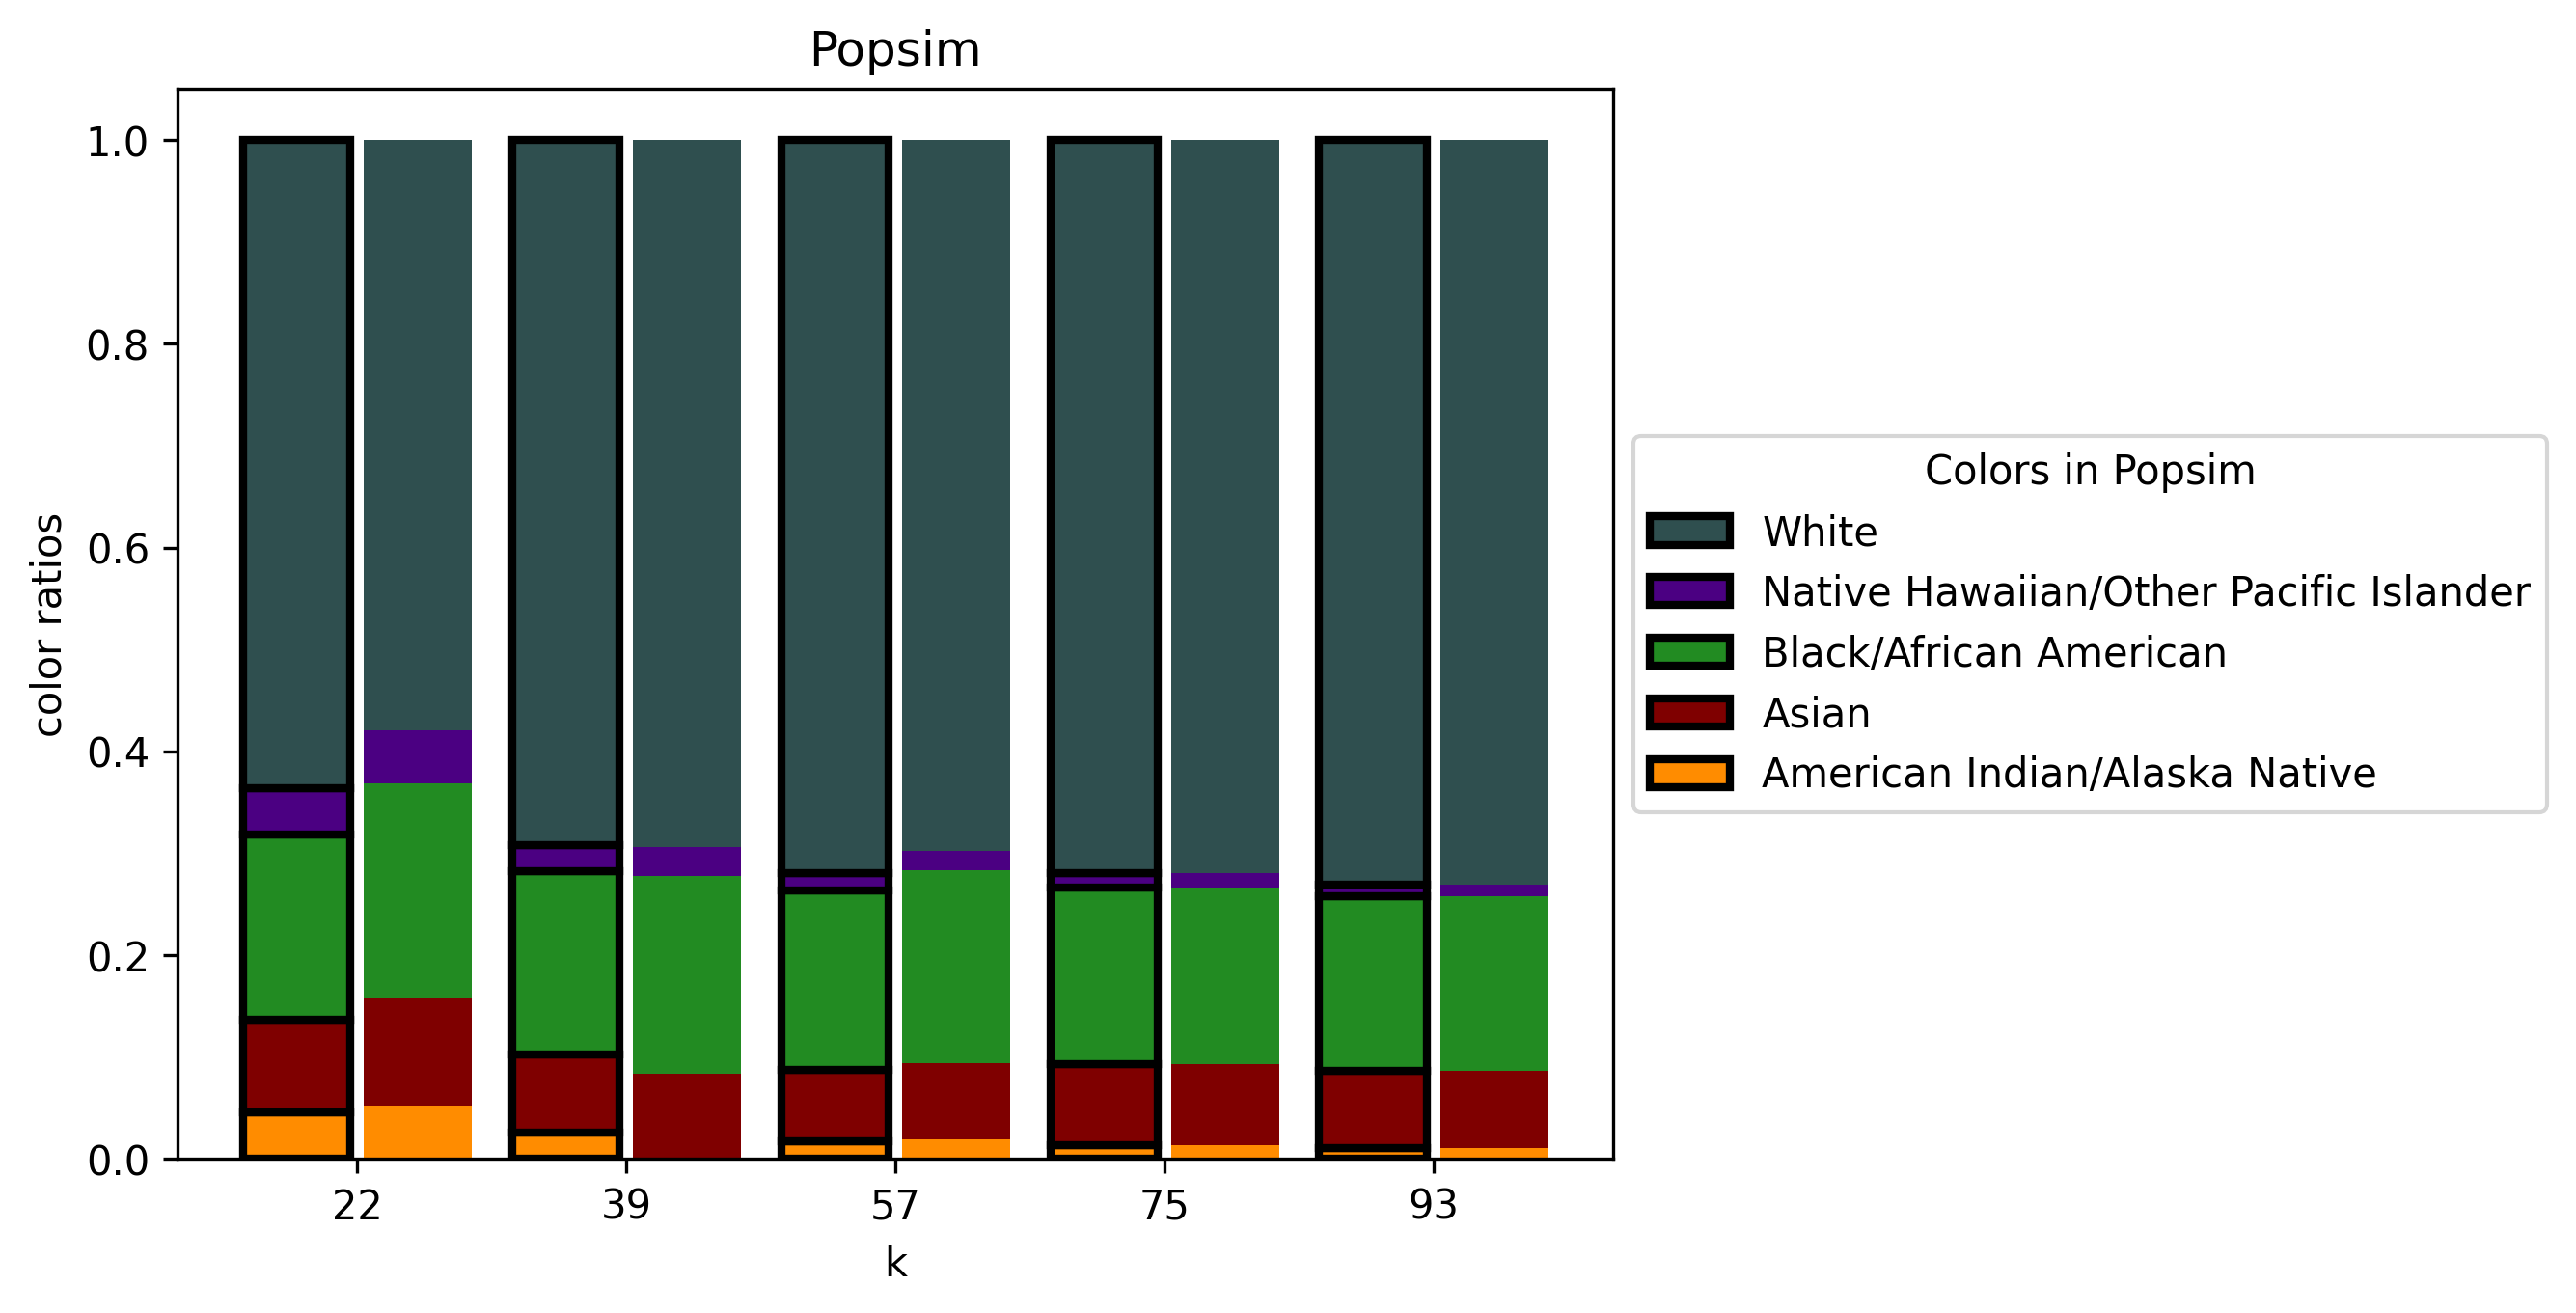 Popsim
1.0
0.8
0.6
0.4
0.2
0.0
color ratios
22 39 57 75 93
k
Colors in Popsim
White
Native Hawaiian/Other Pacific Islander
Black/African American
Asian
American Indian/Alaska Native